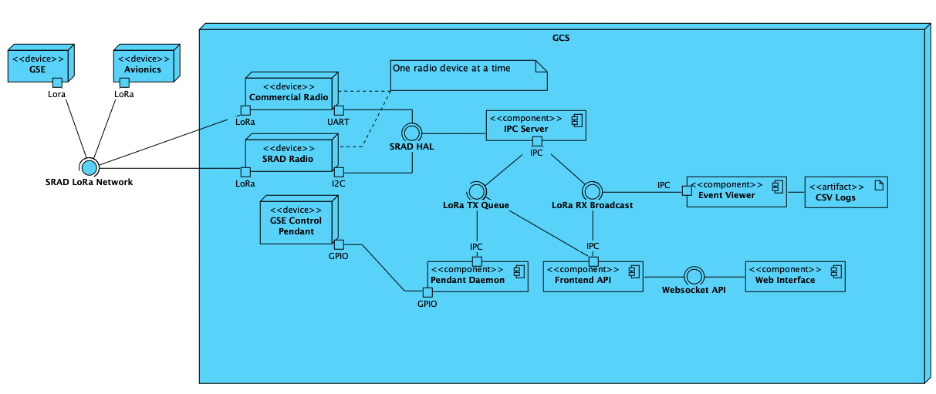 GCS
<<device>>
GSE
Lora
<<device>>
Avionics
LoRa
SRAD LoRa Network
<<device>>
Commercial Radio
LoRa
UART
One radio device at a time
<<device>>
SRAD Radio
LoRa
I2C
SRAD HAL
<<component>>
IPC Server
IPC
<<device>>
GSE Control
Pendant
GPIO
LoRa TX Queue
LoRa RX Broadcast
IPC
<<component>>
Event Viewer
<<artifact>>
CSV Logs
IPC
<<component>>
Pendant Daemon
GPIO
IPC
<<component>>
Frontend API
Websocket API
<<component>>
Web Interface